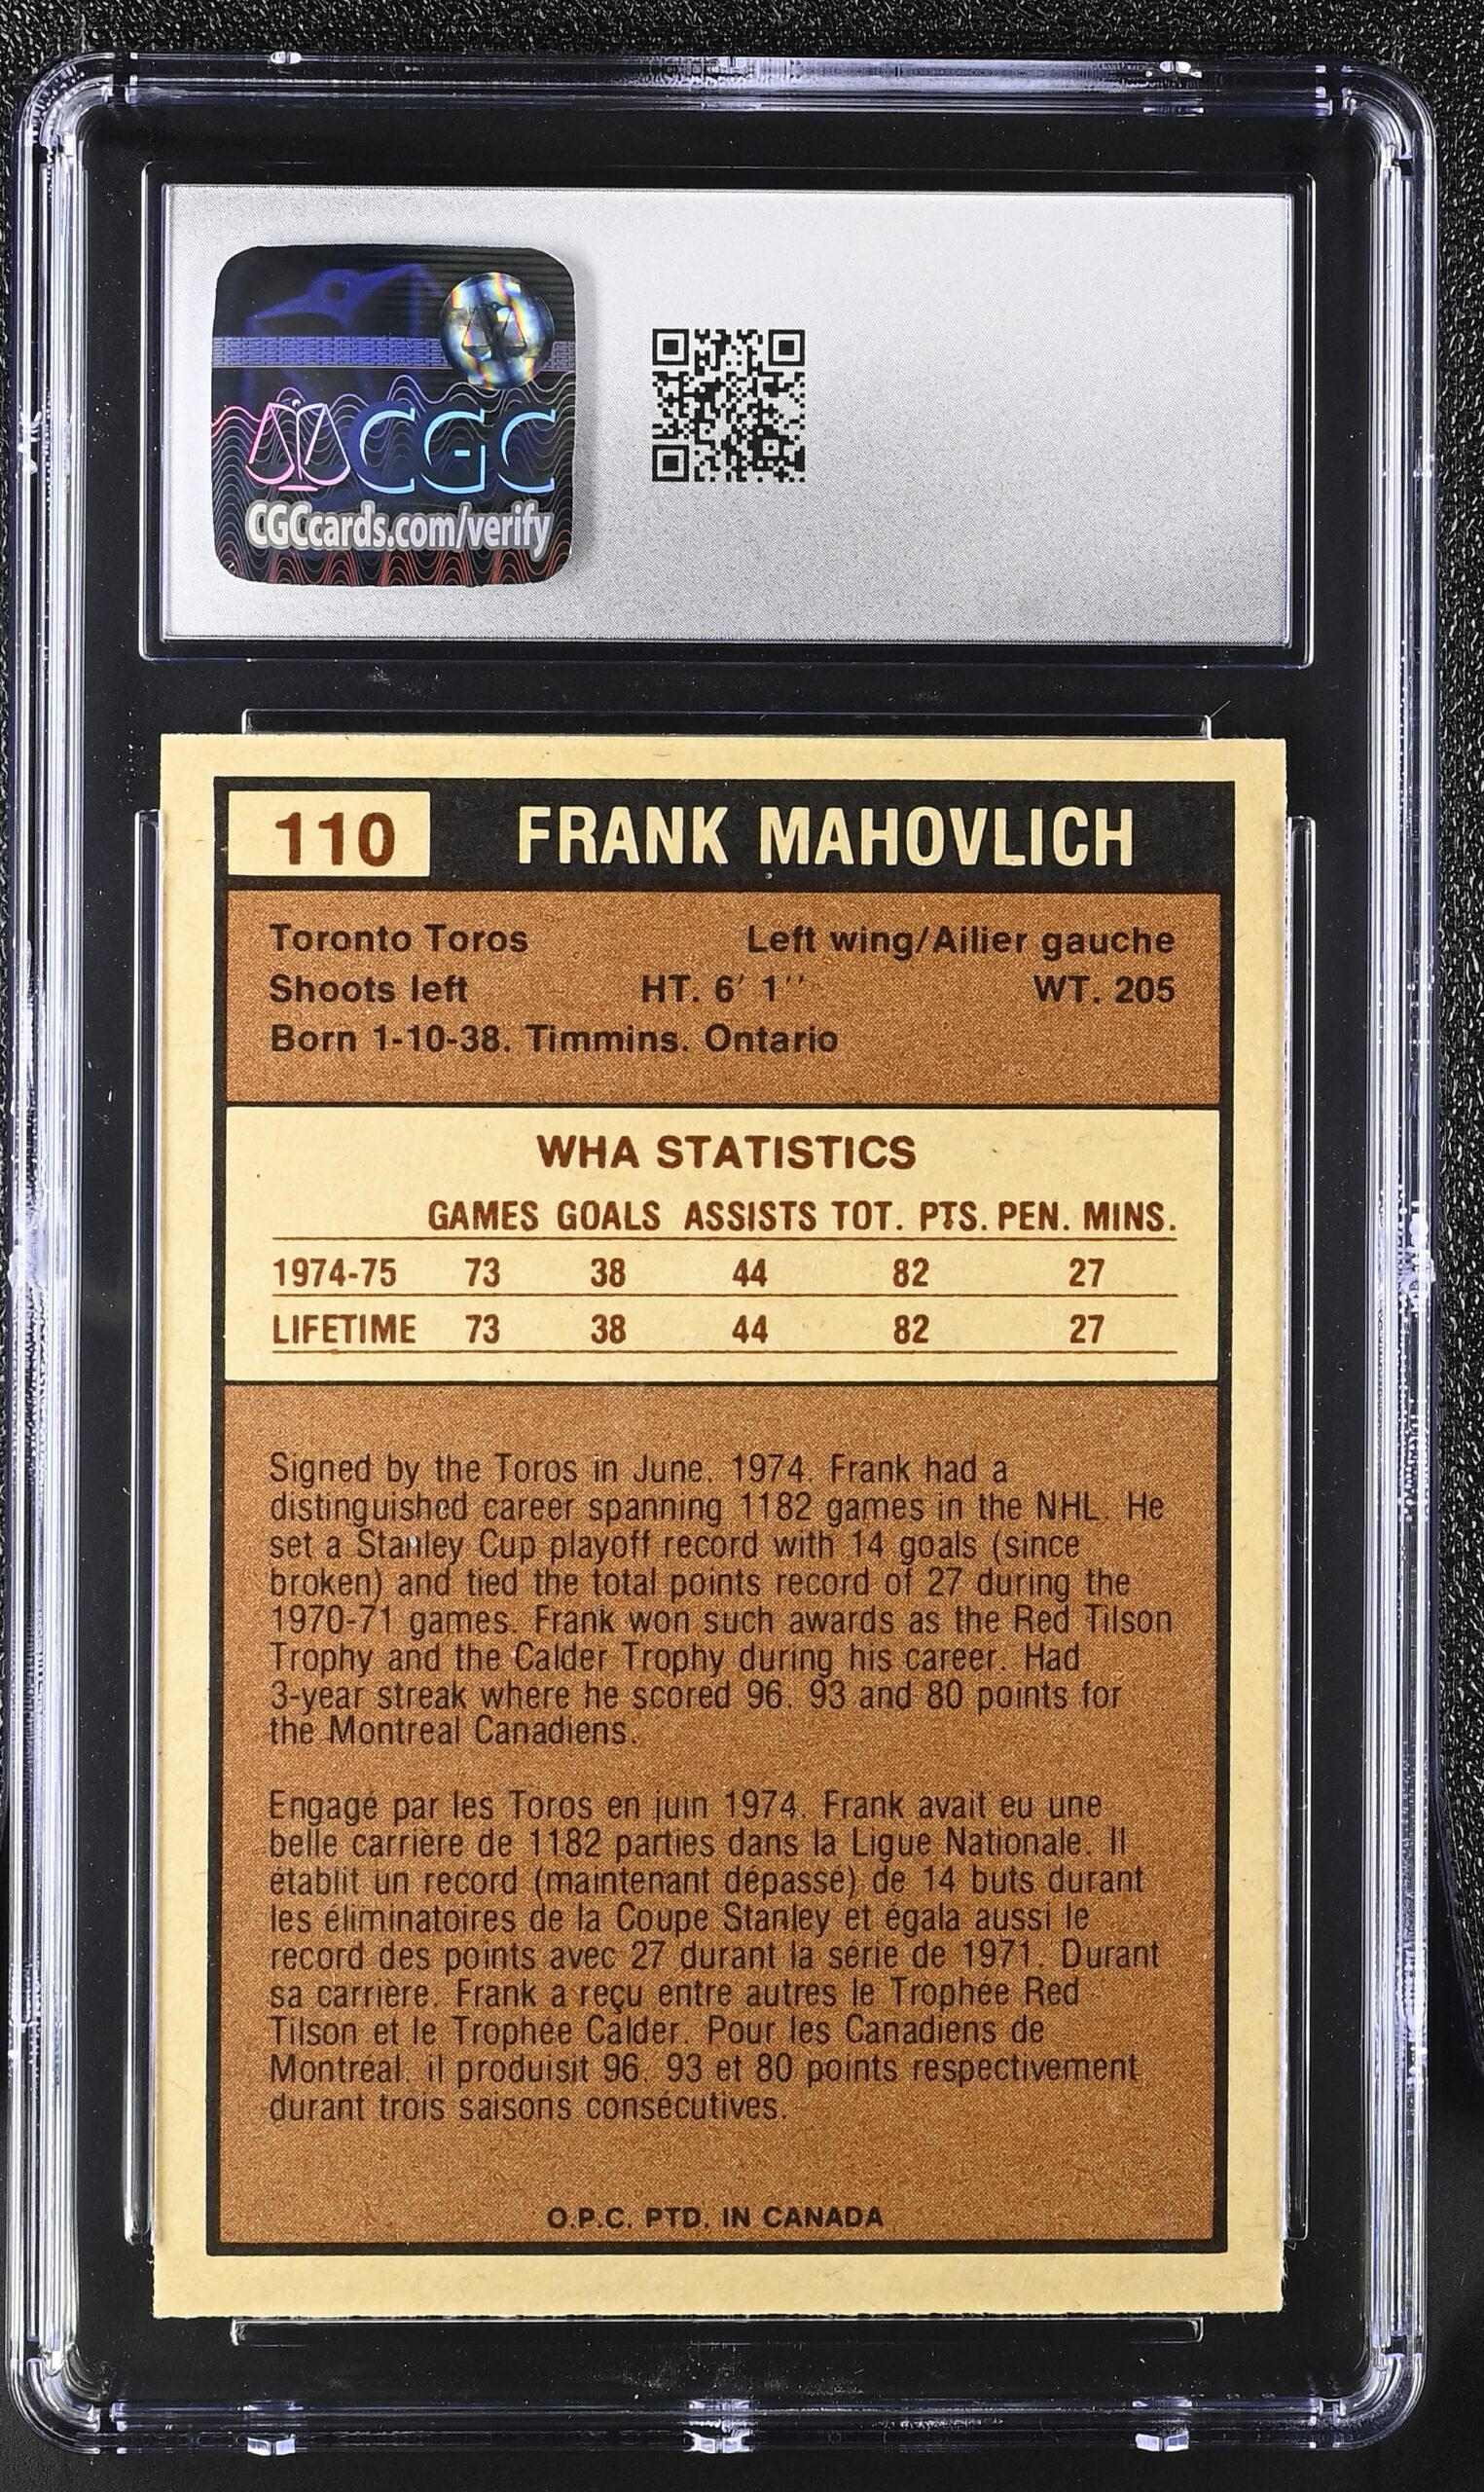 CGC
CGCcards.com/verify
110 FRANK MAHOVLICH
Toronto Toros Left wing/Ailier gauche
Shoots left HT. 6' 1'' WT. 205
Born 1-10-38. Timmins. Ontario
WHA STATISTICS
GAMES GOALS ASSISTS TOT. PTS. PEN. MINS.
1974-75 73 38 44 82 27
LIFETIME 73 38 44 82 27
Signed by the Toros in June. 1974. Frank had a
distinguished career spanning 1182 games in the NHL. He
set a Stanley Cup playoff record with 14 goals (since
broken) and tied the total points record of 27 during the
1970-71 games. Frank won such awards as the Red Tilson
Trophy and the Calder Trophy during his career. Had
3-year streak where he scored 96. 93 and 80 points for
the Montreal Canadiens.
Engagé par les Toros en juin 1974. Frank avait eu une
belle carrière de 1182 parties dans la Ligue Nationale. Il
établit un record (maintenant dépassé) de 14 buts durant
les éliminatoires de la Coupe Stanley et égala aussi le
record des points avec 27 durant la série de 1971. Durant
sa carrière. Frank a reçu entre autres le Trophée Red
Tilson et le Trophée Calder. Pour les Canadiens de
Montréal. il produisit 96. 93 et 80 points respectivement
durant trois saisons consécutives.
O.P.C. PTD. IN CANADA